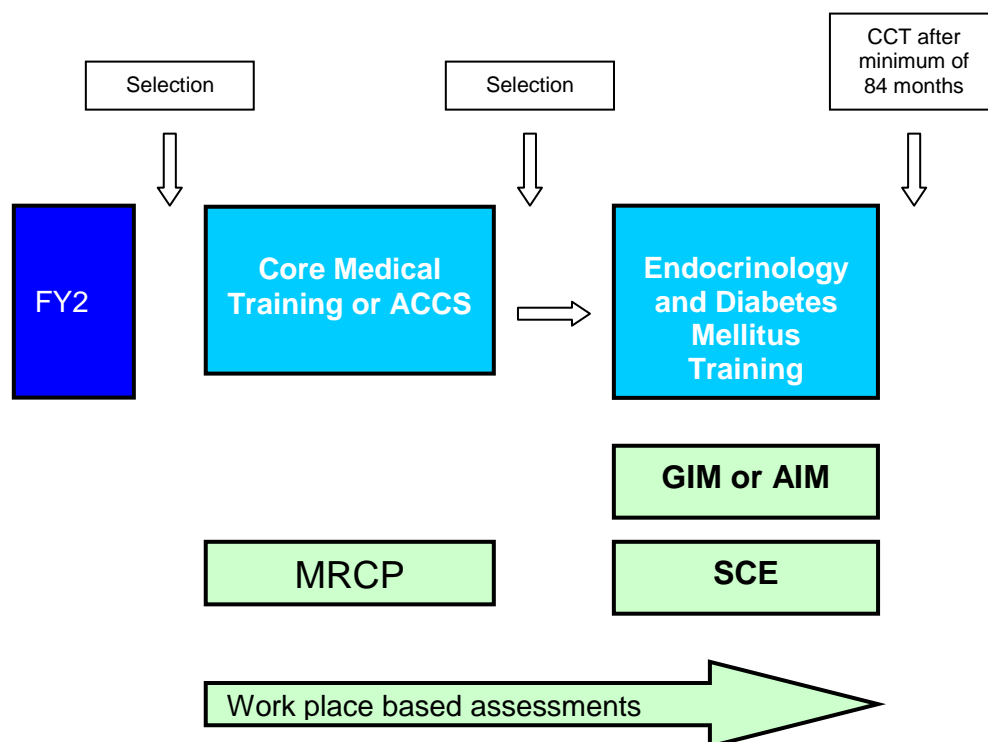 Selection
Selection
CCT after
minimum of
84 months
FY2
Core Medical
Training or ACCS
Endocrinology
and Diabetes
Mellitus
Training
GIM or AIM
MRCP
SCE
Work place based assessments